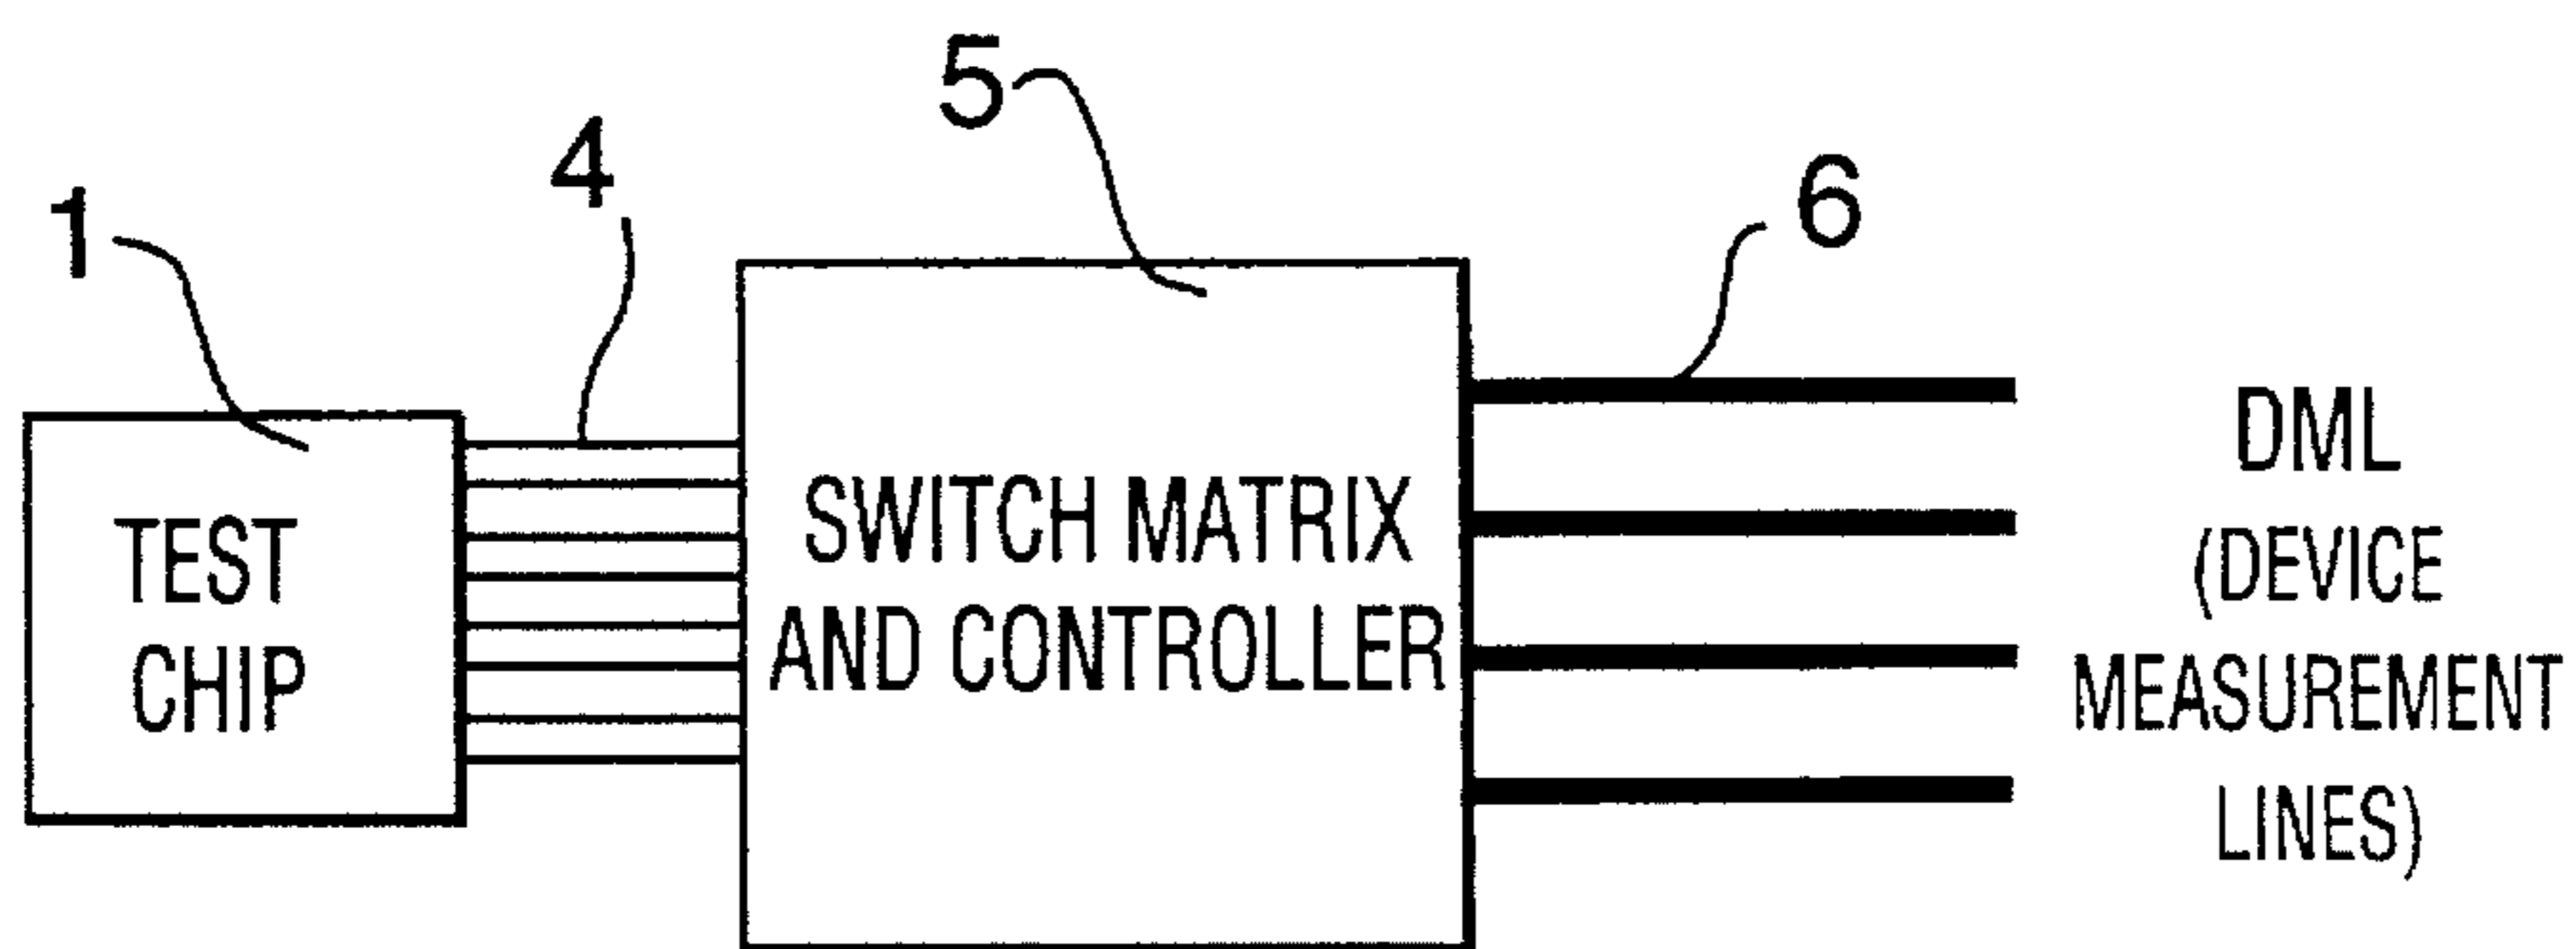 5
4
1
6
TEST
CHIP
SWITCH MATRIX
AND CONTROLLER
DML
(DEVICE
MEASUREMENT
LINES)